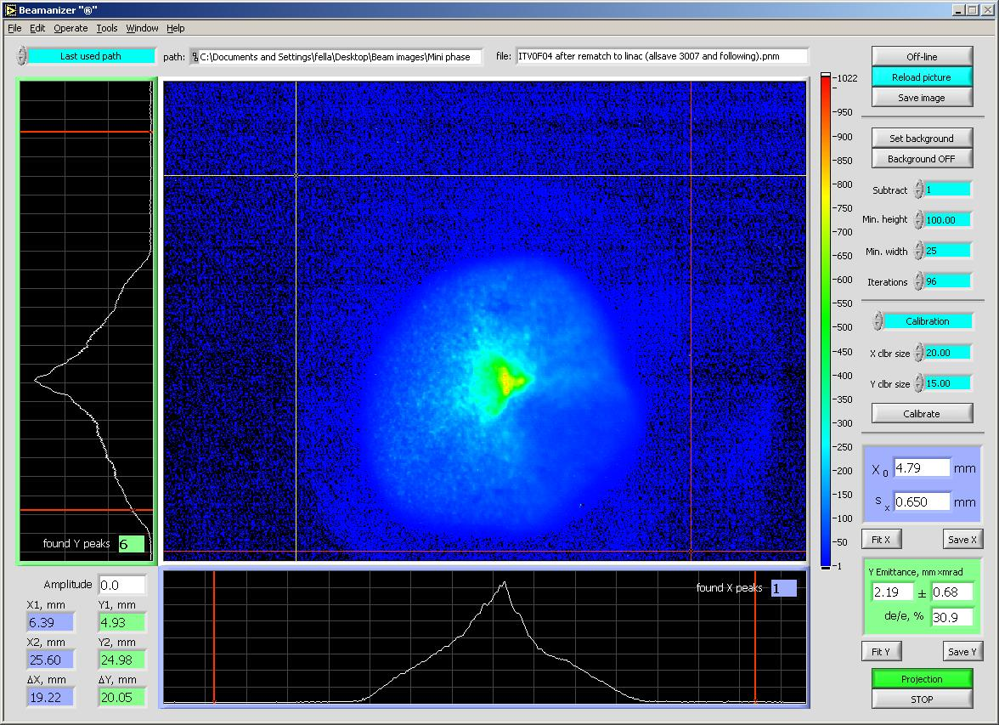 Beamanizer "®"
File Edit Operate Tools Window Help
Last used path
path: C:\Documents and Settings\fella\Desktop\Beam images\Mini phase
file: ITV0F04 after rematch to linac (allsave 3007 and following).pnm
Off-line
Reload picture
Save image
Set background
Background OFF
Subtract 1
Min. height 100.00
Min. width 25
Iterations 96
Calibration
X clbr size 20.00
Y clbr size 15.00
Calibrate
X 0 4.79 mm
s x 0.650 mm
Fit X Save X
Y Emittance, mm×mrad
2.19 ± 0.68
de/e, % 30.9
Fit Y Save Y
Projection
STOP
-1022
-950
-900
-850
-800
-750
-700
-650
-600
-550
-500
-450
-400
-350
-300
-250
-200
-150
-100
-50
-1
found Y peaks 6
found X peaks 1
Amplitude 0.0
X1, mm Y1, mm
6.39 4.93
X2, mm Y2, mm
25.60 24.98
ΔX, mm ΔY, mm
19.22 20.05